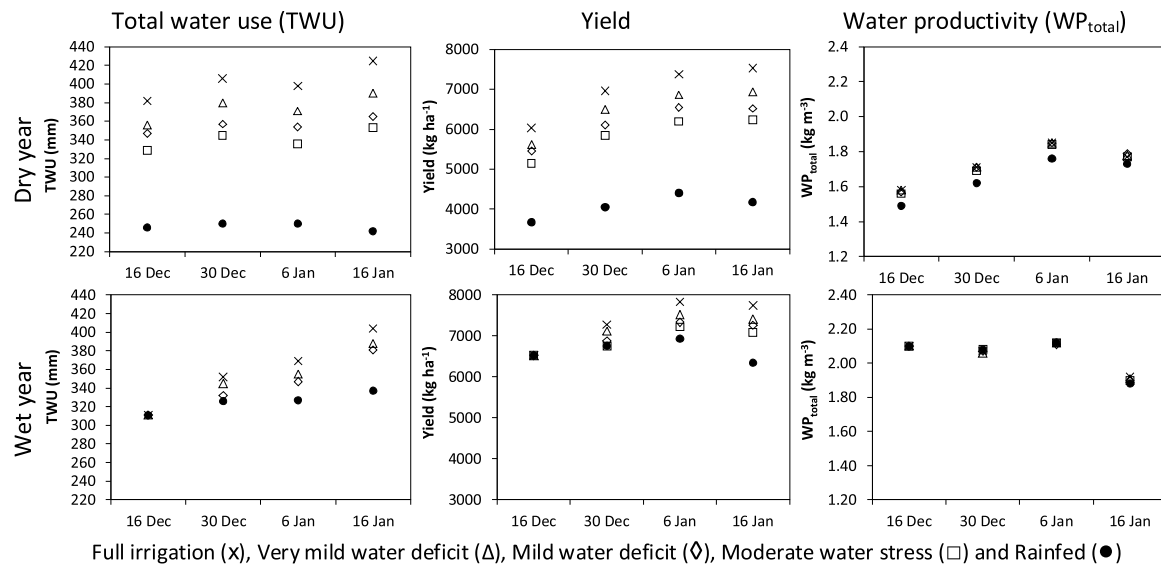 Total water use (TWU)
Yield
Water productivity (WPtotal)
Dry year
TWU (mm)
440
420
400
380
360
340
320
300
280
260
240
220
16 Dec 30 Dec 6 Jan 16 Jan
Yield (kg ha-1)
8000
7000
6000
5000
4000
3000
16 Dec 30 Dec 6 Jan 16 Jan
WPtotal (kg m-3)
2.4
2.2
2.0
1.8
1.6
1.4
1.2
16 Dec 30 Dec 6 Jan 16 Jan
Wet year
TWU (mm)
440
420
400
380
360
340
320
300
280
260
240
220
16 Dec 30 Dec 6 Jan 16 Jan
Yield (kg ha-1)
8000
7000
6000
5000
4000
3000
16 Dec 30 Dec 6 Jan 16 Jan
WPtotal (kg m-3)
2.40
2.20
2.00
1.80
1.60
1.40
1.20
16 Dec 30 Dec 6 Jan 16 Jan
Full irrigation (x), Very mild water deficit (△), Mild water deficit (◊), Moderate water stress (□) and Rainfed (●)